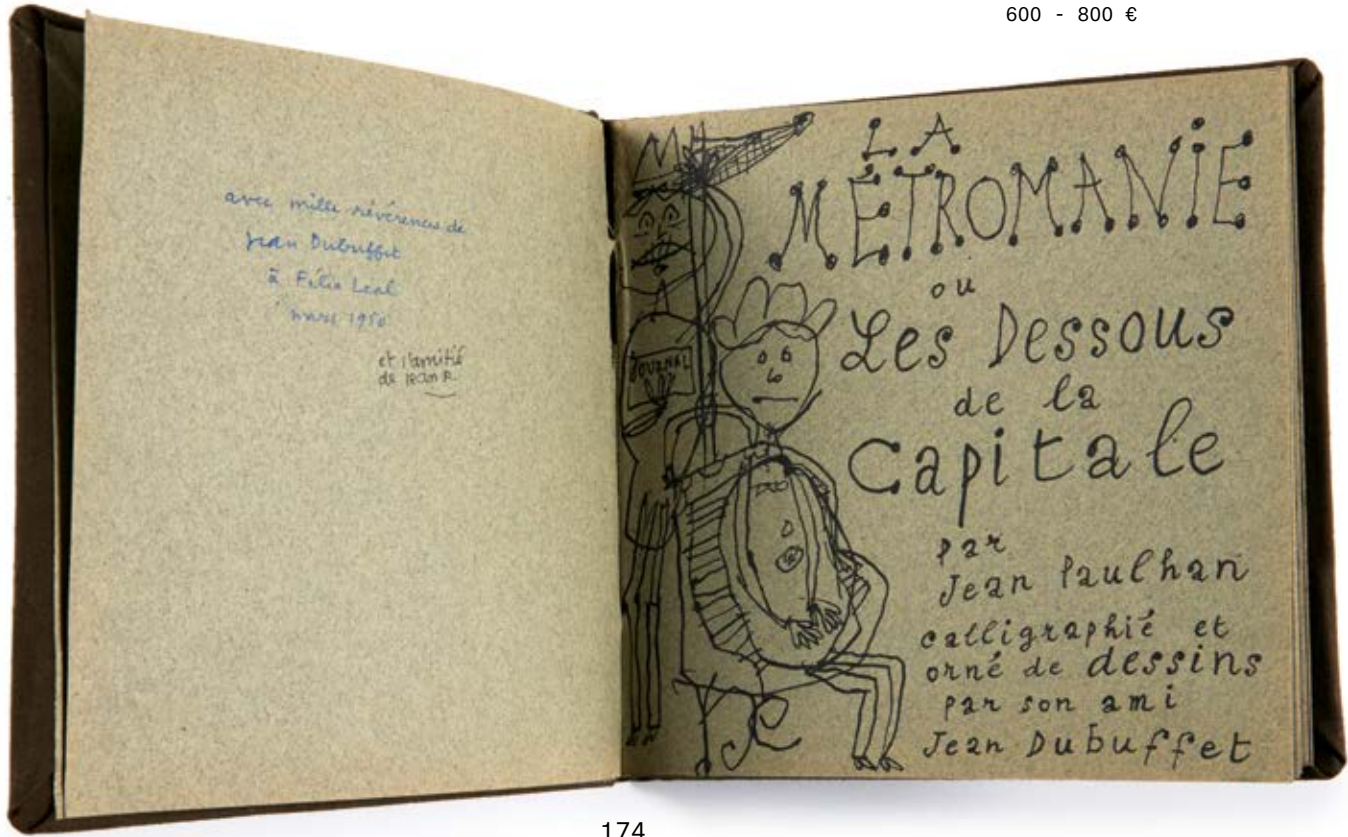 600 - 800 €
avec mille révérences de
Jean Dubuffet
à Félix Leal
mars 1950
et l'amitié
de Jean P.
JOURNAL
LA
MÉTROMANIE
ou
Les Dessous
de la
Capitale
par
Jean Paulhan
calligraphié et
orné de dessins
par son ami
Jean Dubuffet
174